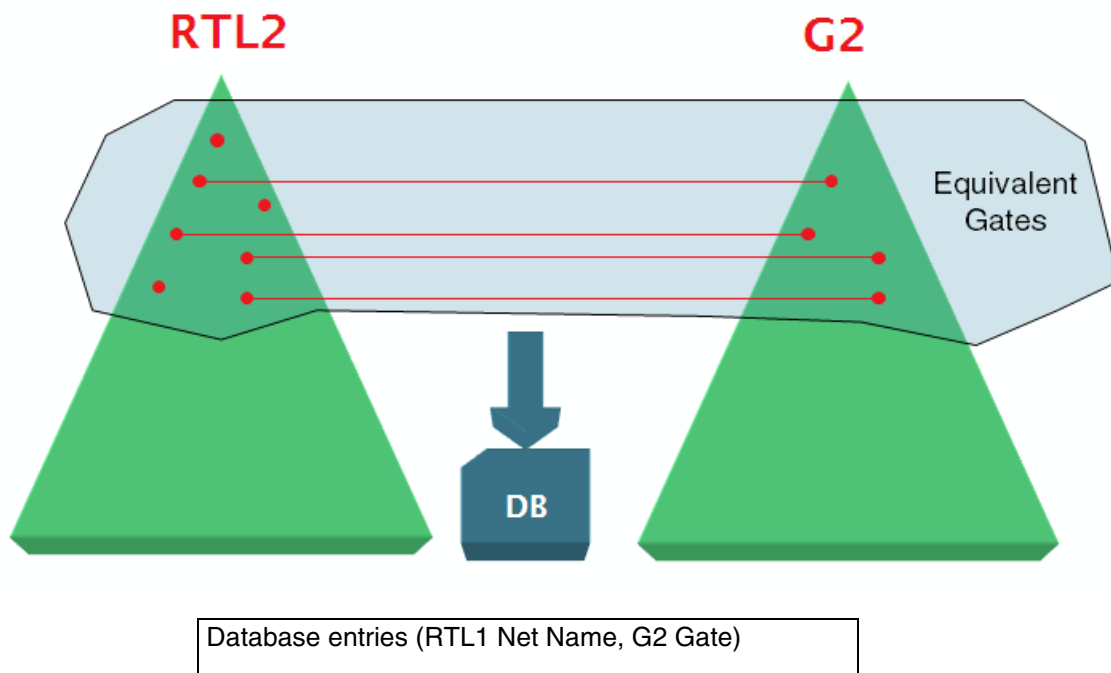 RTL2
G2
Equivalent
Gates
DB
Database entries (RTL1 Net Name, G2 Gate)